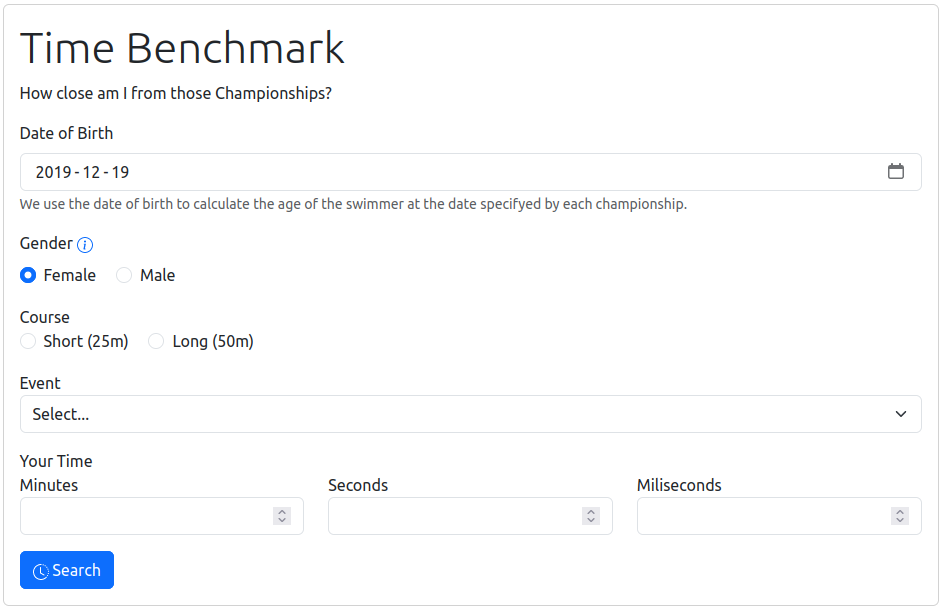 Time Benchmark
How close am I from those Championships?
Date of Birth
2019-12-19
We use the date of birth to calculate the age of the swimmer at the date specifyed by each championship.
Gender
Female Male
Course
Short (25m) Long (50m)
Event
Select...
Your Time
Minutes Seconds Miliseconds
Search